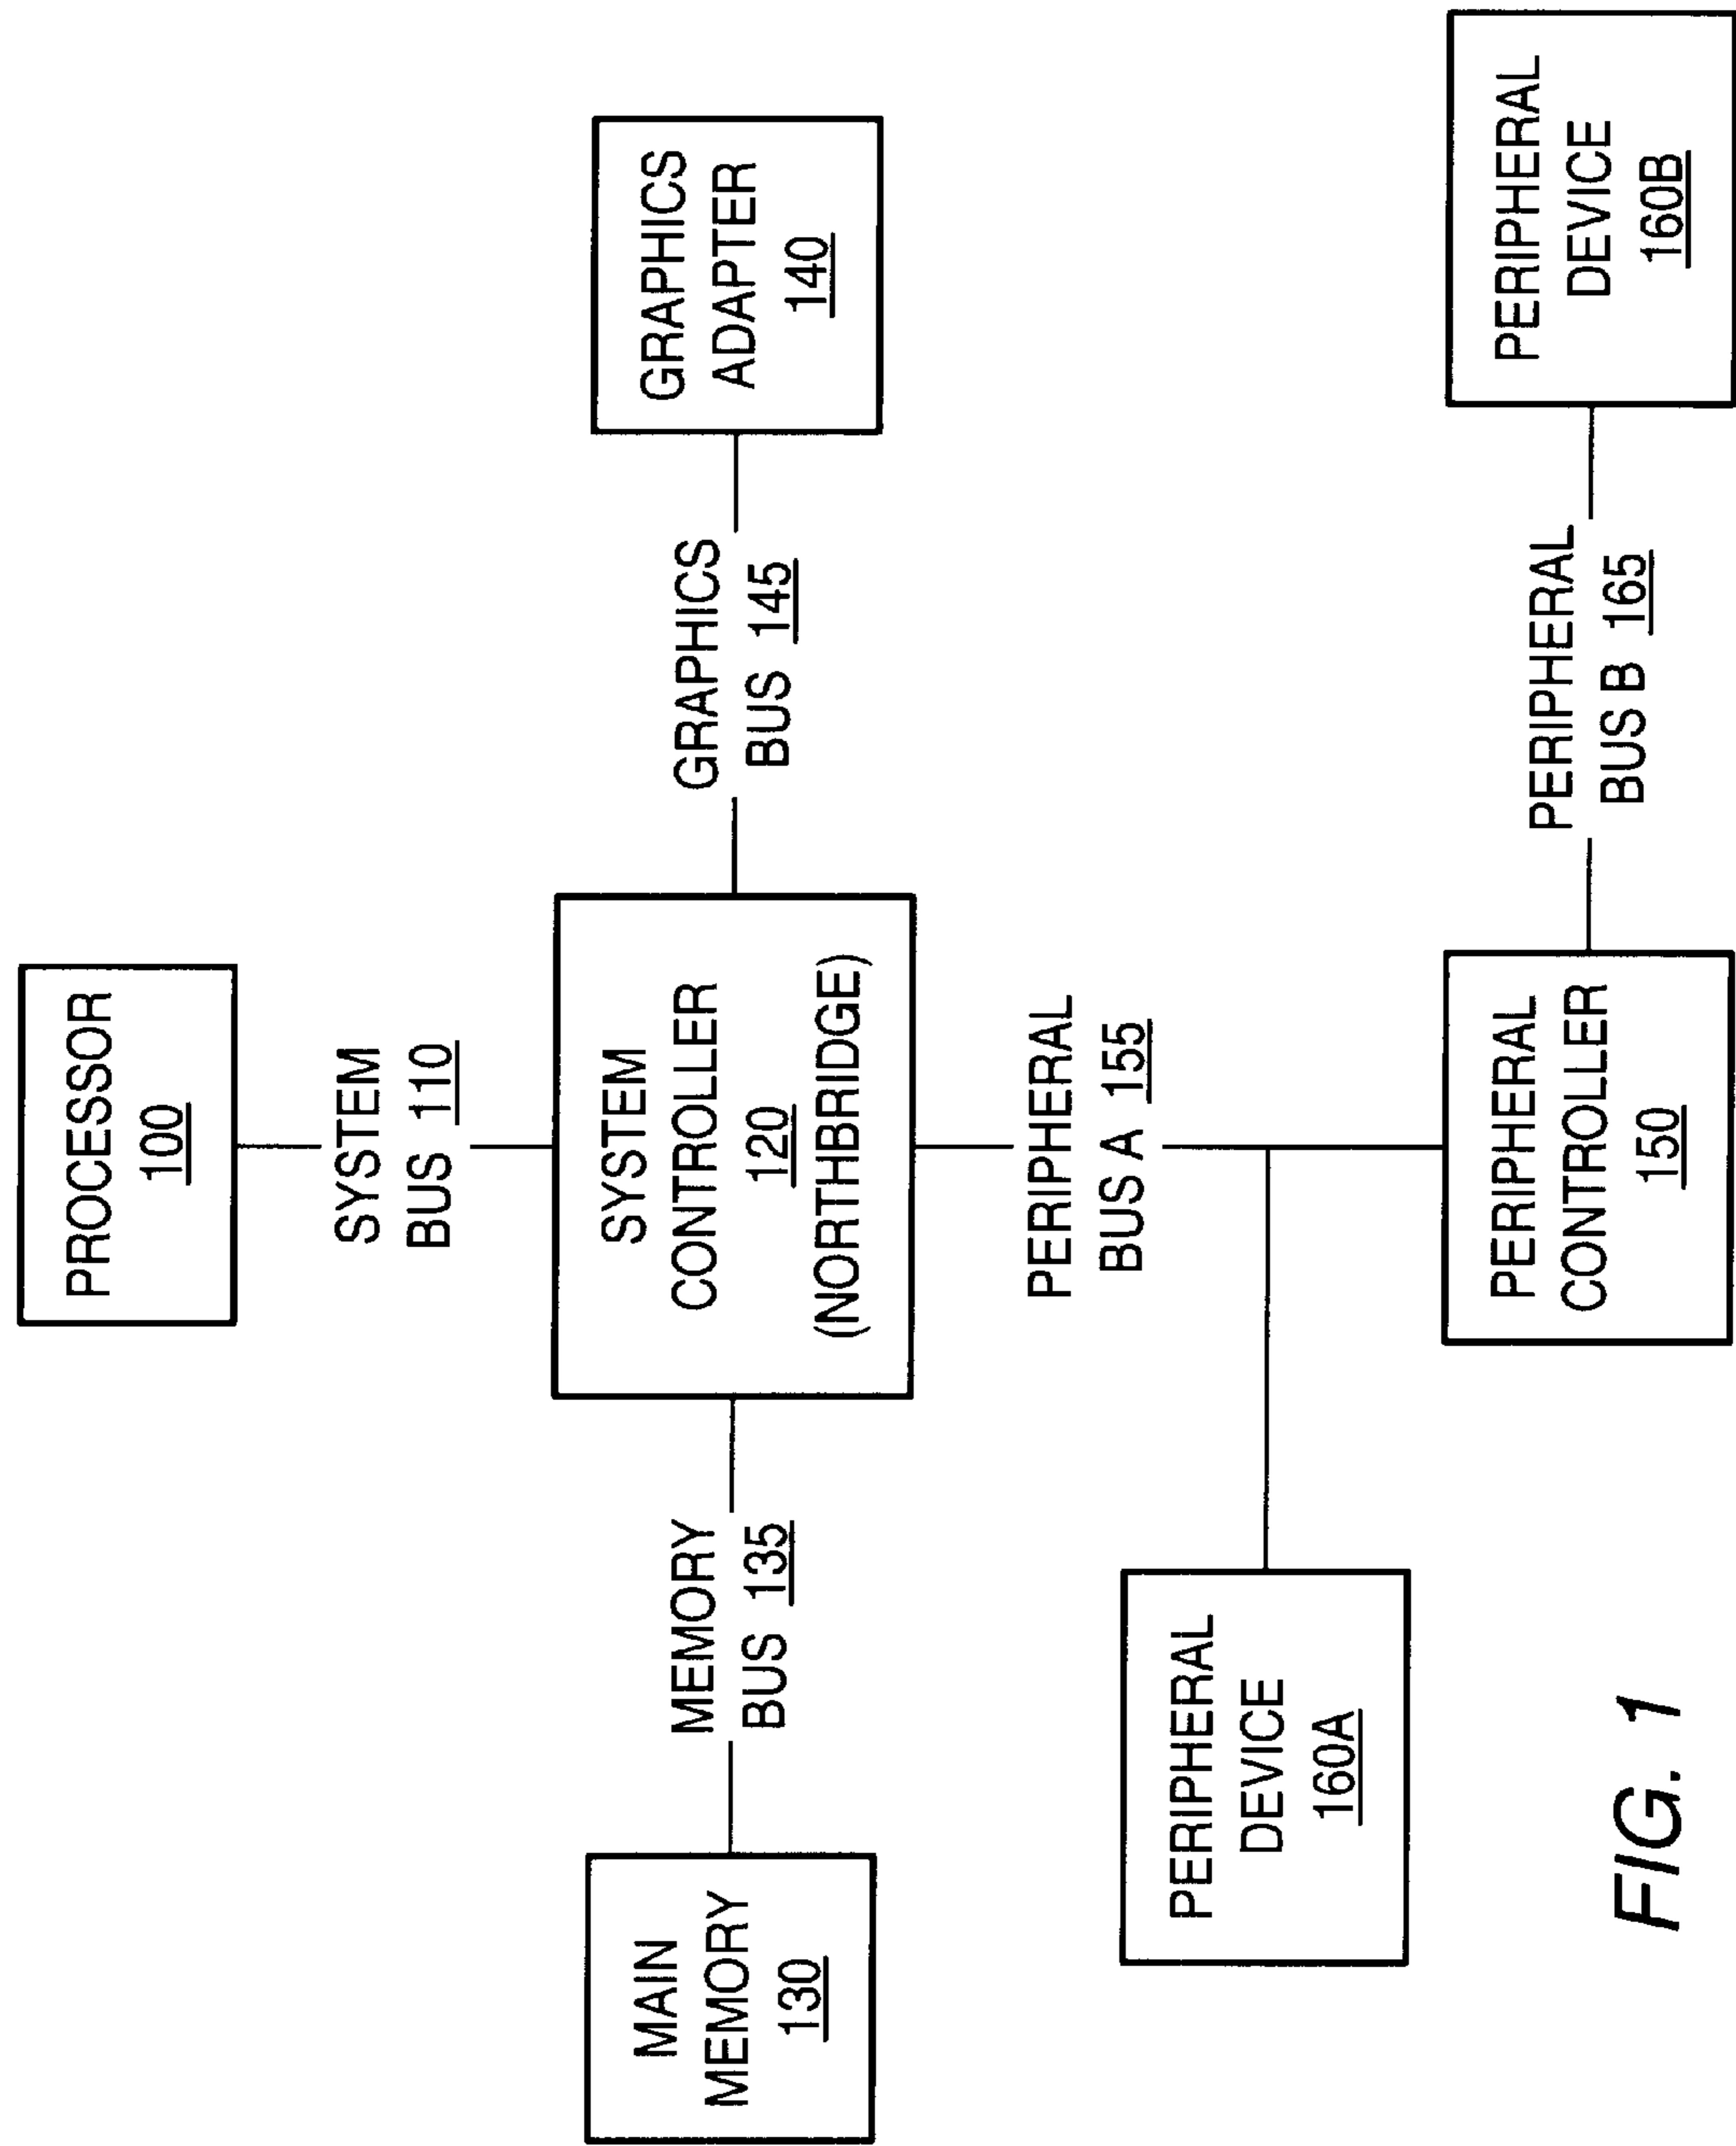 PROCESSOR
100
SYSTEM
BUS 110
MAIN
MEMORY
130
MEMORY
BUS 135
SYSTEM
CONTROLLER
120
(NORTHBRIDGE)
GRAPHICS
BUS 145
GRAPHICS
ADAPTER
140
PERIPHERAL
BUS A 155
PERIPHERAL
DEVICE
160A
PERIPHERAL
CONTROLLER
150
PERIPHERAL
BUS B 165
PERIPHERAL
DEVICE
160B
FIG. 1